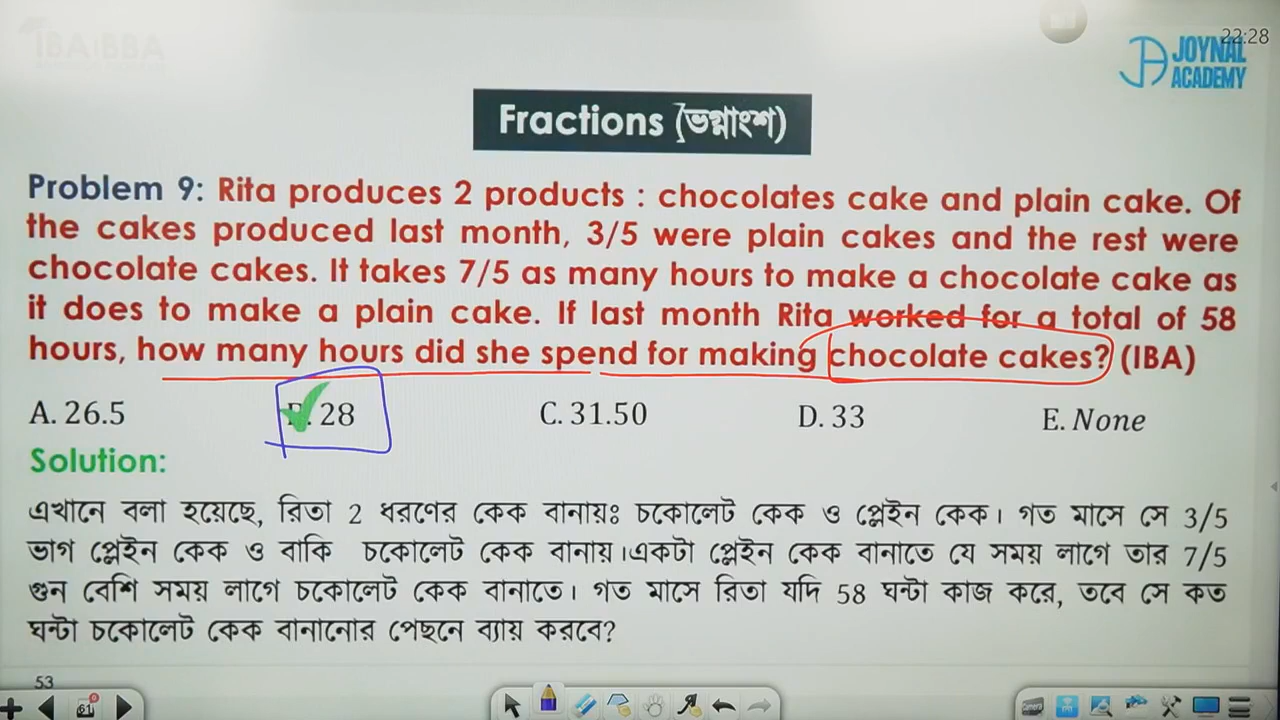 IBA|BBA
22:28
JOYNAL
ACADEMY
Fractions (ভগ্নাংশ)
Problem 9: Rita produces 2 products : chocolates cake and plain cake. Of
the cakes produced last month, 3/5 were plain cakes and the rest were
chocolate cakes. It takes 7/5 as many hours to make a chocolate cake as
it does to make a plain cake. If last month Rita worked for a total of 58
hours, how many hours did she spend for making chocolate cakes? (IBA)
A. 26.5 28 C. 31.50 D. 33 E. None
Solution:
এখানে বলা হয়েছে, রিতা 2 ধরণের কেক বানায়ঃ চকোলেট কেক ও প্লেইন কেক। গত মাসে সে 3/5
ভাগ প্লেইন কেক ও বাকি চকোলেট কেক বানায়।একটা প্লেইন কেক বানাতে যে সময় লাগে তার 7/5
গুন বেশি সময় লাগে চকোলেট কেক বানাতে। গত মাসে রিতা যদি 58 ঘন্টা কাজ করে, তবে সে কত
ঘন্টা চকোলেট কেক বানানোর পেছনে ব্যায় করবে?
53
61